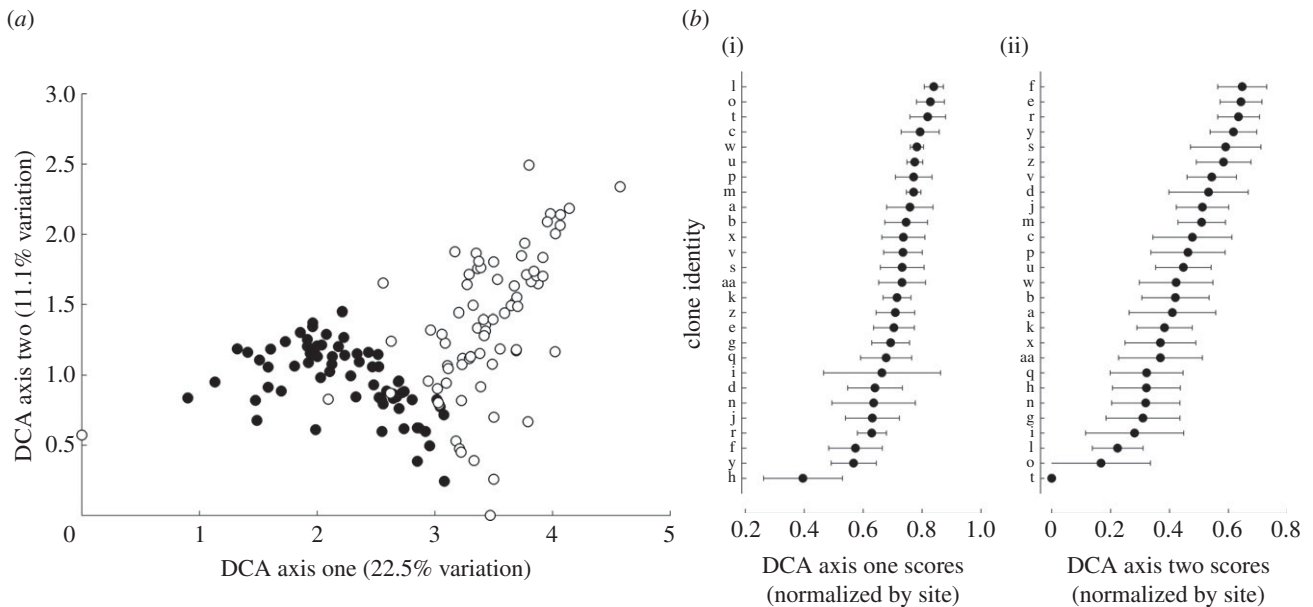 (a)
3.0
2.5
2.0
1.5
1.0
0.5
0 1 2 3 4 5
DCA axis two (11.1% variation)
DCA axis one (22.5% variation)
(b)
(i)
clone identity
l
o
t
c
w
u
p
m
a
b
x
v
s
aa
k
z
e
g
q
i
d
n
j
r
f
y
h
0.2 0.4 0.6 0.8 1.0
DCA axis one scores
(normalized by site)
(ii)
f
e
r
y
s
z
v
d
j
m
c
p
u
w
b
a
k
x
aa
q
h
n
g
i
l
o
t
0 0.2 0.4 0.6 0.8
DCA axis two scores
(normalized by site)